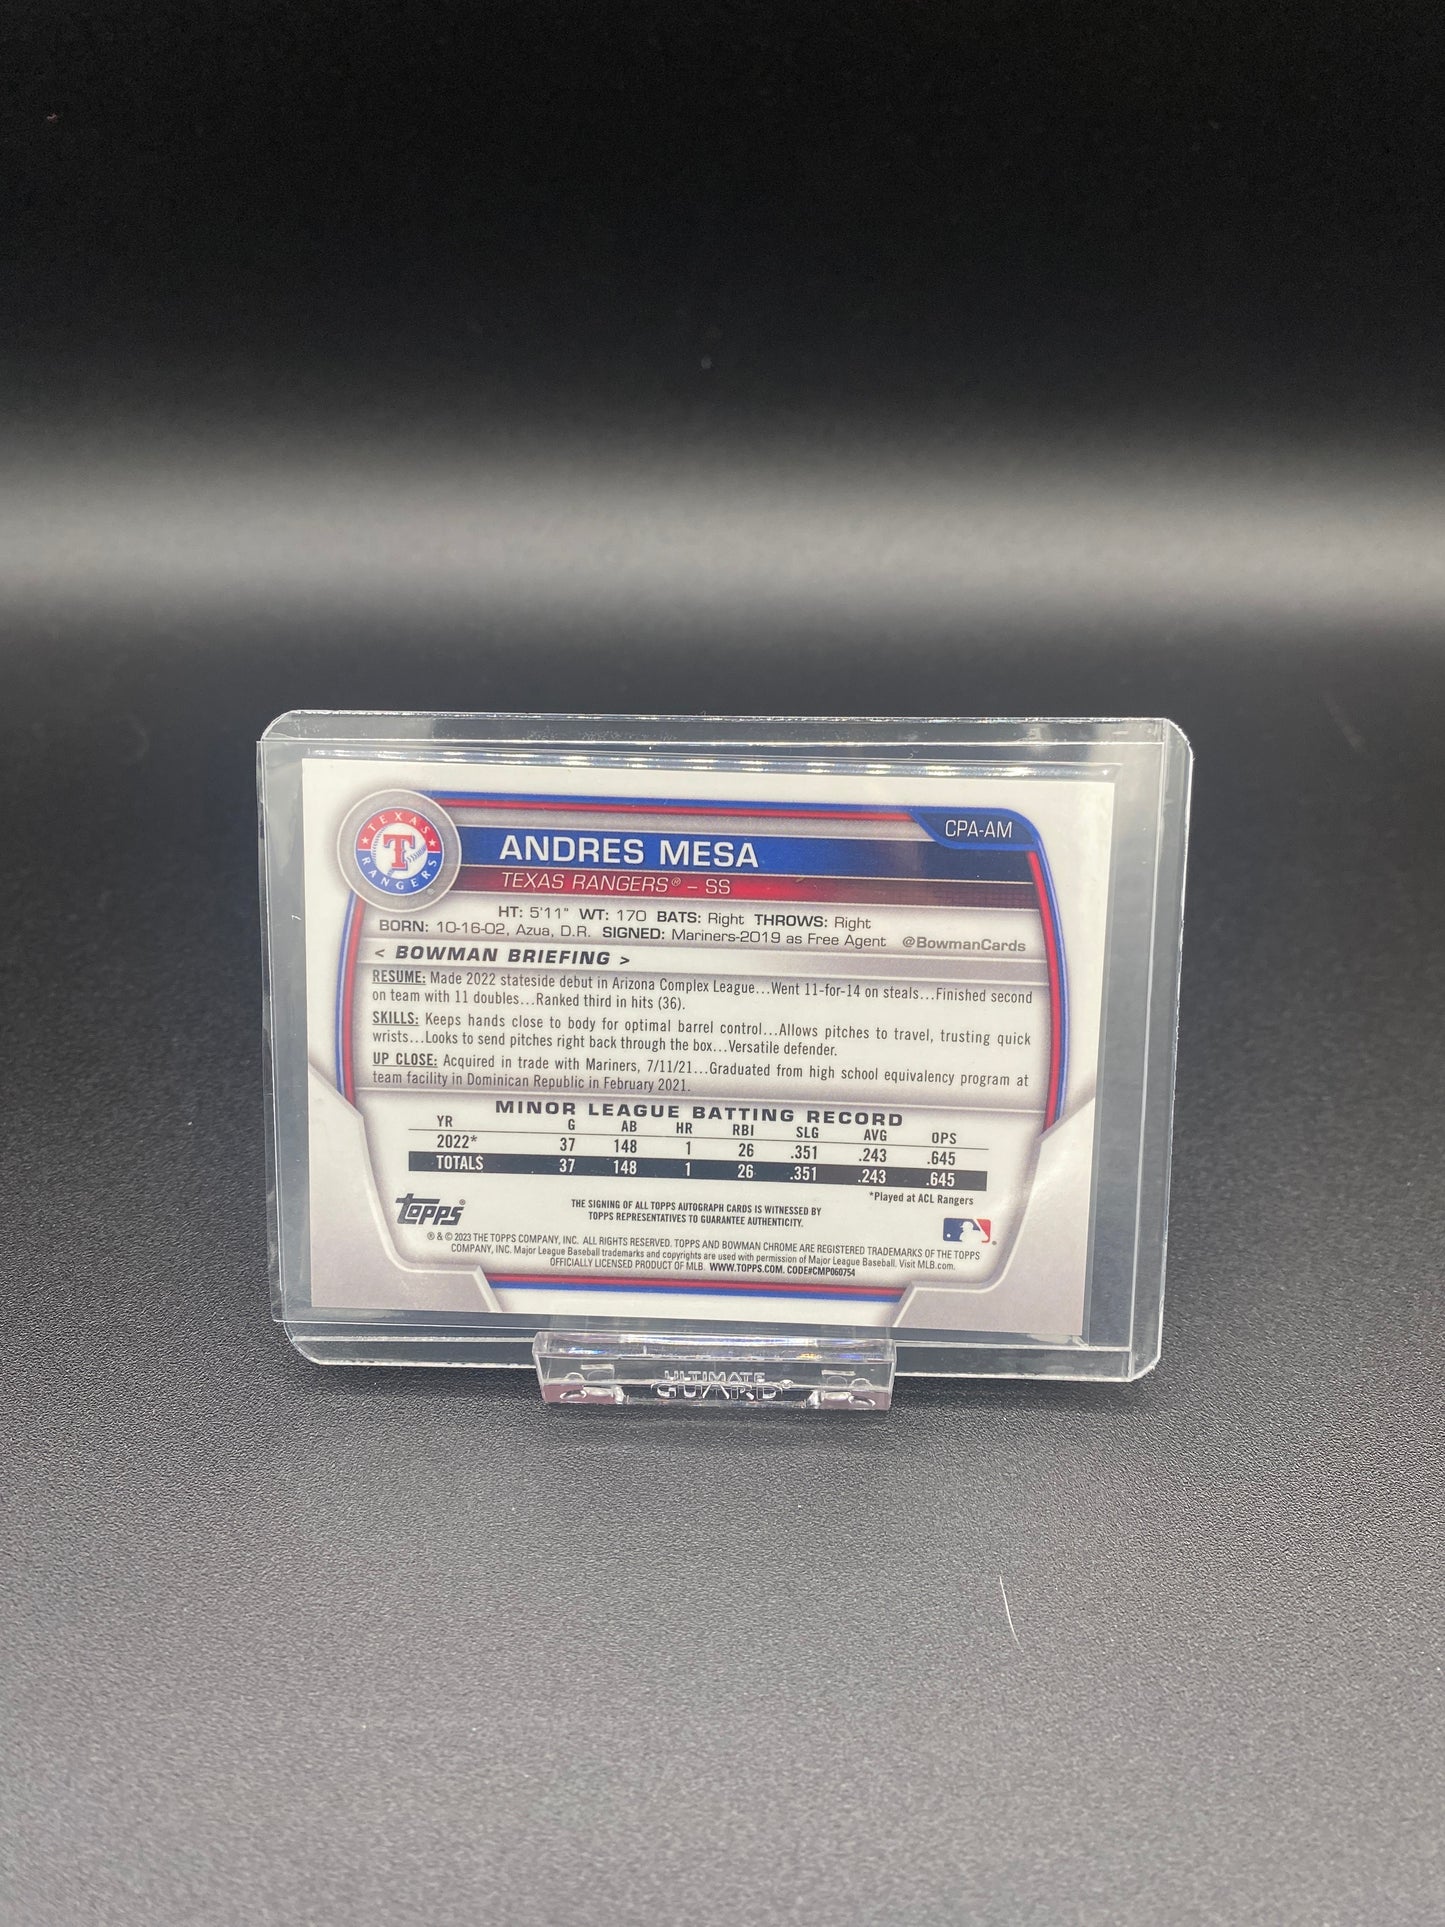 TEXAS
T
RANGERS
CPA-AM
ANDRES MESA
TEXAS RANGERS® – SS
HT: 5'11" WT: 170 BATS: Right THROWS: Right
BORN: 10-16-02, Azua, D.R. SIGNED: Mariners-2019 as Free Agent @BowmanCards
< BOWMAN BRIEFING >
RESUME: Made 2022 stateside debut in Arizona Complex League...Went 11-for-14 on steals...Finished second
on team with 11 doubles...Ranked third in hits (36).
SKILLS: Keeps hands close to body for optimal barrel control...Allows pitches to travel, trusting quick
wrists...Looks to send pitches right back through the box...Versatile defender.
UP CLOSE: Acquired in trade with Mariners, 7/11/21...Graduated from high school equivalency program at
team facility in Dominican Republic in February 2021.
MINOR LEAGUE BATTING RECORD
YR G AB HR RBI SLG AVG OPS
2022* 37 148 1 26 .351 .243 .645
TOTALS 37 148 1 26 .351 .243 .645
*Played at ACL Rangers
Topps®
THE SIGNING OF ALL TOPPS AUTOGRAPH CARDS IS WITNESSED BY
TOPPS REPRESENTATIVES TO GUARANTEE AUTHENTICITY.
® & © 2023 THE TOPPS COMPANY, INC. ALL RIGHTS RESERVED. TOPPS AND BOWMAN CHROME ARE REGISTERED TRADEMARKS OF THE TOPPS
COMPANY, INC. Major League Baseball trademarks and copyrights are used with permission of Major League Baseball. Visit MLB.com.
OFFICIALLY LICENSED PRODUCT OF MLB. WWW.TOPPS.COM. CODE#CMP060754
ULTIMATE
GUARD®